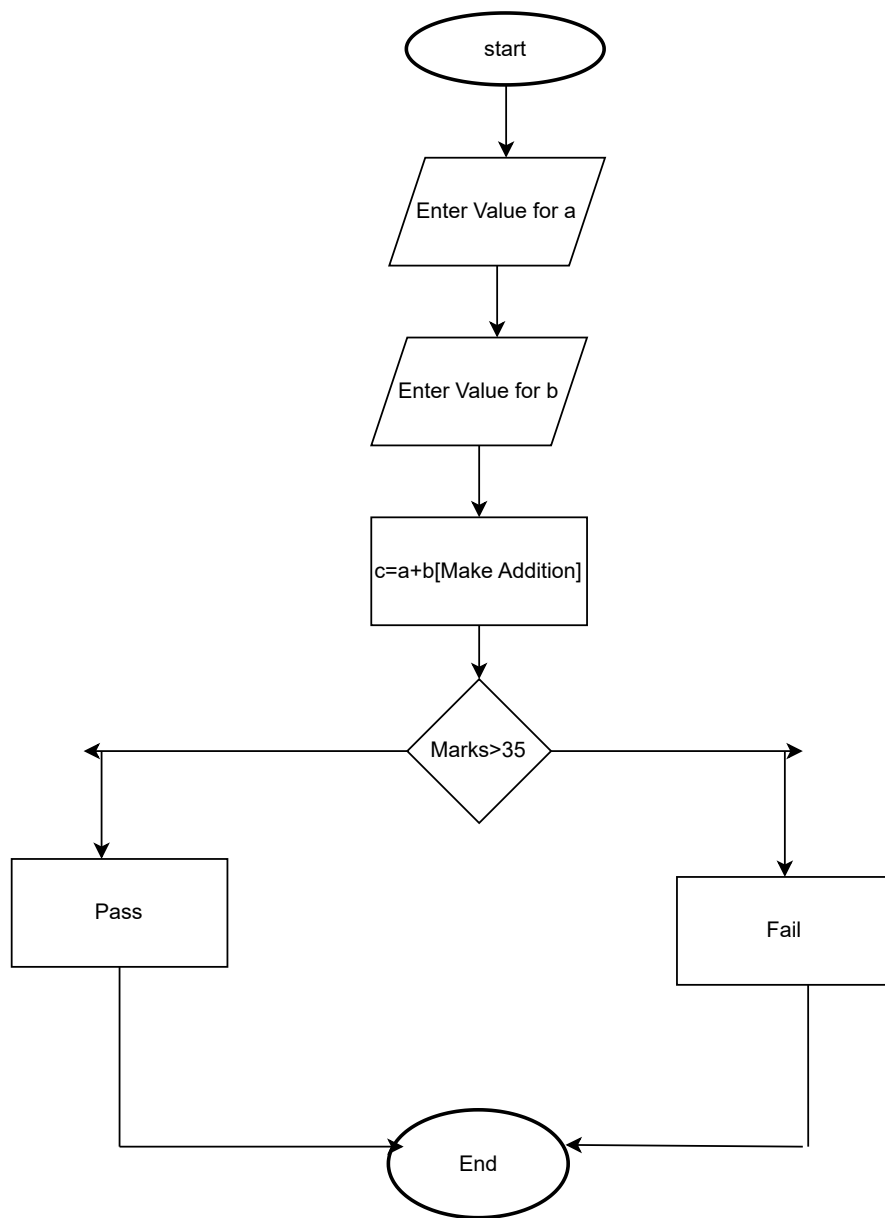 start
Enter Value for a
Enter Value for b
c=a+b[Make Addition]
Marks>35
Pass
Fail
End